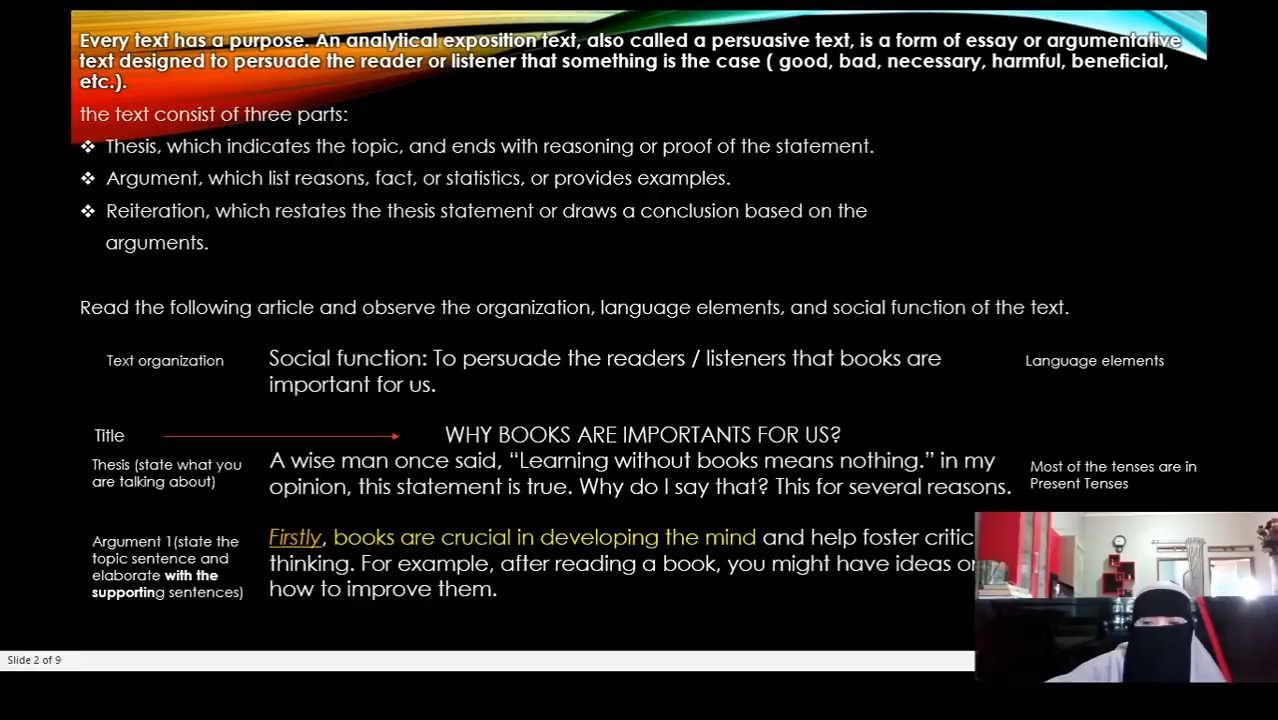 Every text has a purpose. An analytical exposition text, also called a persuasive text, is a form of essay or argumentative
text designed to persuade the reader or listener that something is the case ( good, bad, necessary, harmful, beneficial,
etc.).
the text consist of three parts:
❖ Thesis, which indicates the topic, and ends with reasoning or proof of the statement.
❖ Argument, which list reasons, fact, or statistics, or provides examples.
❖ Reiteration, which restates the thesis statement or draws a conclusion based on the
arguments.
Read the following article and observe the organization, language elements, and social function of the text.
Text organization
Social function: To persuade the readers / listeners that books are
important for us.
Language elements
Title
WHY BOOKS ARE IMPORTANTS FOR US?
Thesis (state what you
are talking about)
A wise man once said, “Learning without books means nothing.” in my
opinion, this statement is true. Why do I say that? This for several reasons.
Most of the tenses are in
Present Tenses
Argument 1(state the
topic sentence and
elaborate with the
supporting sentences)
Firstly, books are crucial in developing the mind and help foster critic
thinking. For example, after reading a book, you might have ideas
how to improve them.
Slide 2 of 9